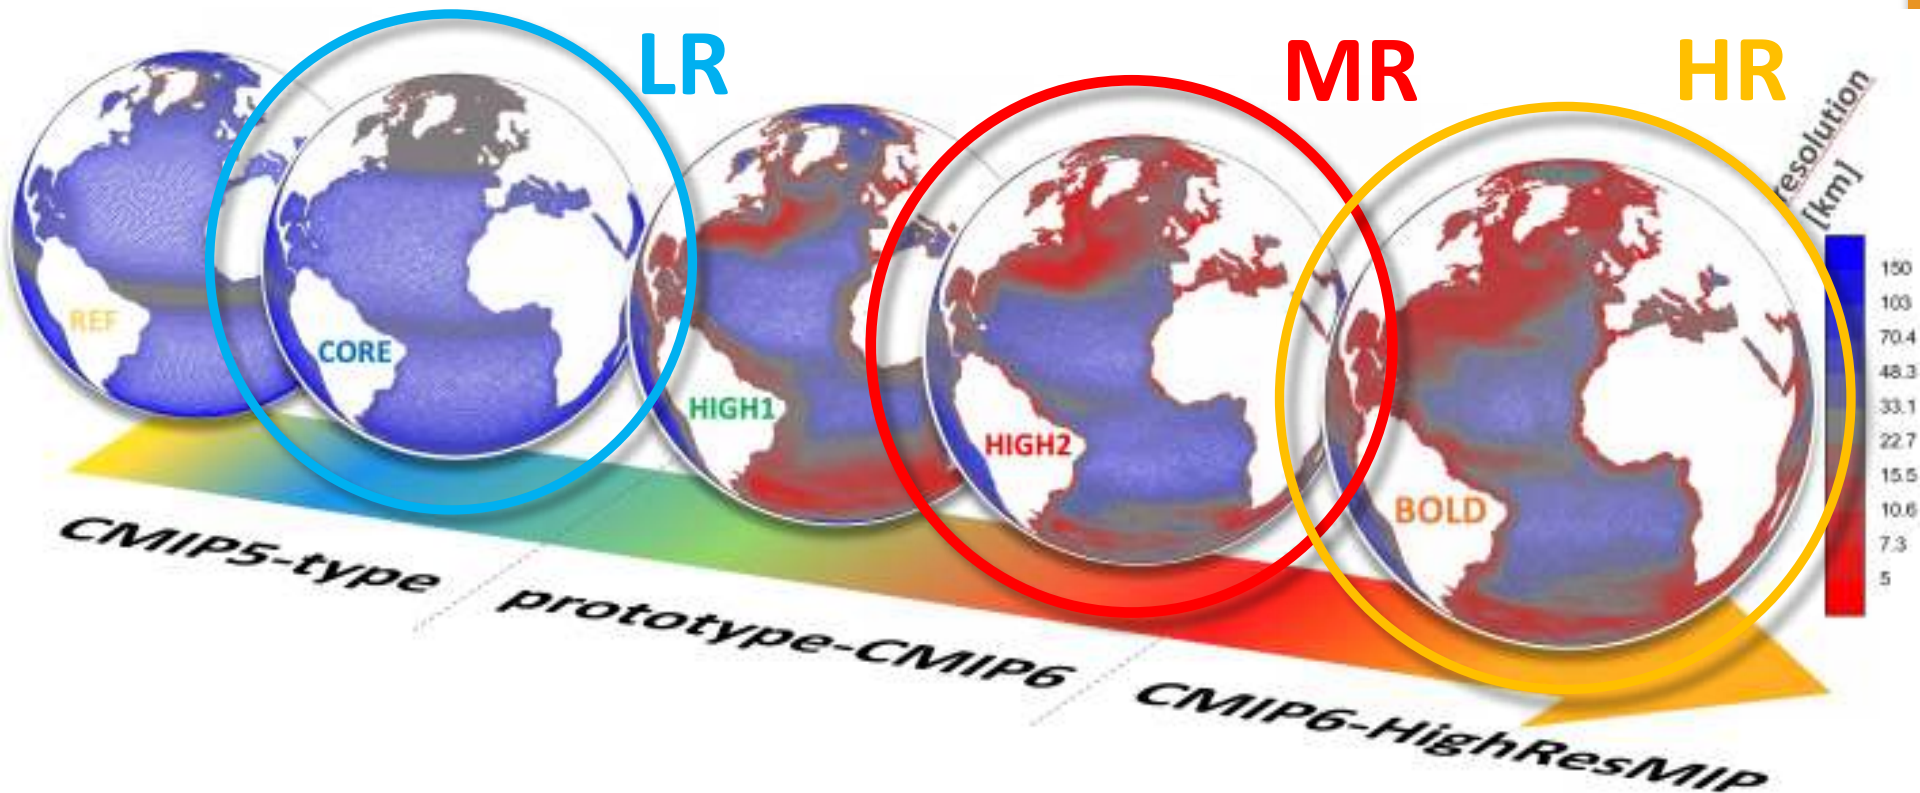 LR
MR
HR
resolution
[km]
REF
CORE
HIGH1
HIGH2
BOLD
150
103
70.4
48.3
33.1
22.7
15.5
10.6
7.3
5
CMIP5-type
prototype-CMIP6
CMIP6-HighResMIP